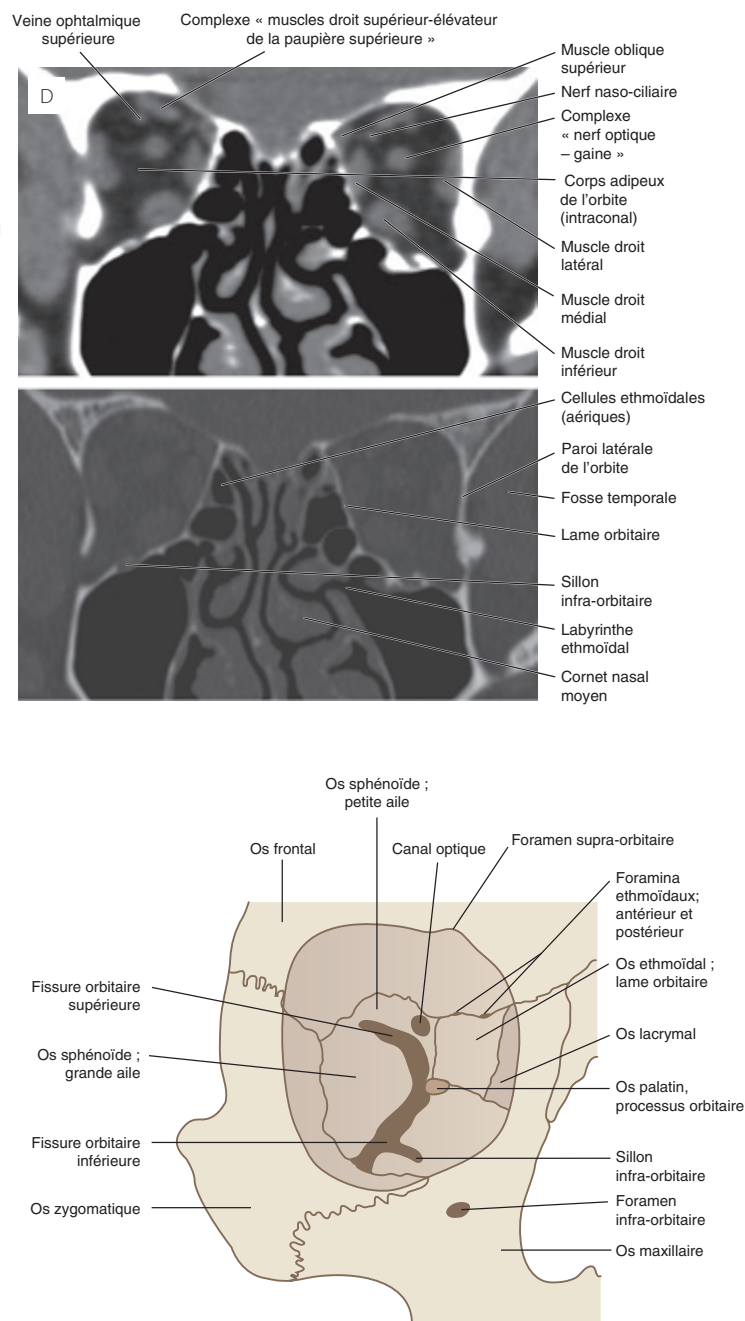 Veine ophtalmique
supérieure
Complexe « muscles droit supérieur-élévateur
de la paupière supérieure »
D
Muscle oblique
supérieur
Nerf naso-ciliaire
Complexe
« nerf optique
– gaine »
Corps adipeux
de l'orbite
(intraconal)
Muscle droit
latéral
Muscle droit
médial
Muscle droit
inférieur
Cellules ethmoïdales
(aériques)
Paroi latérale
de l'orbite
Fosse temporale
Lame orbitaire
Sillon
infra-orbitaire
Labyrinthe
ethmoïdal
Cornet nasal
moyen
Os sphénoïde ;
petite aile
Os frontal
Canal optique
Foramen supra-orbitaire
Foramina
ethmoïdaux;
antérieur et
postérieur
Os ethmoïdal ;
lame orbitaire
Fissure orbitaire
supérieure
Os lacrymal
Os sphénoïde ;
grande aile
Os palatin,
processus orbitaire
Fissure orbitaire
inférieure
Sillon
infra-orbitaire
Os zygomatique
Foramen
infra-orbitaire
Os maxillaire